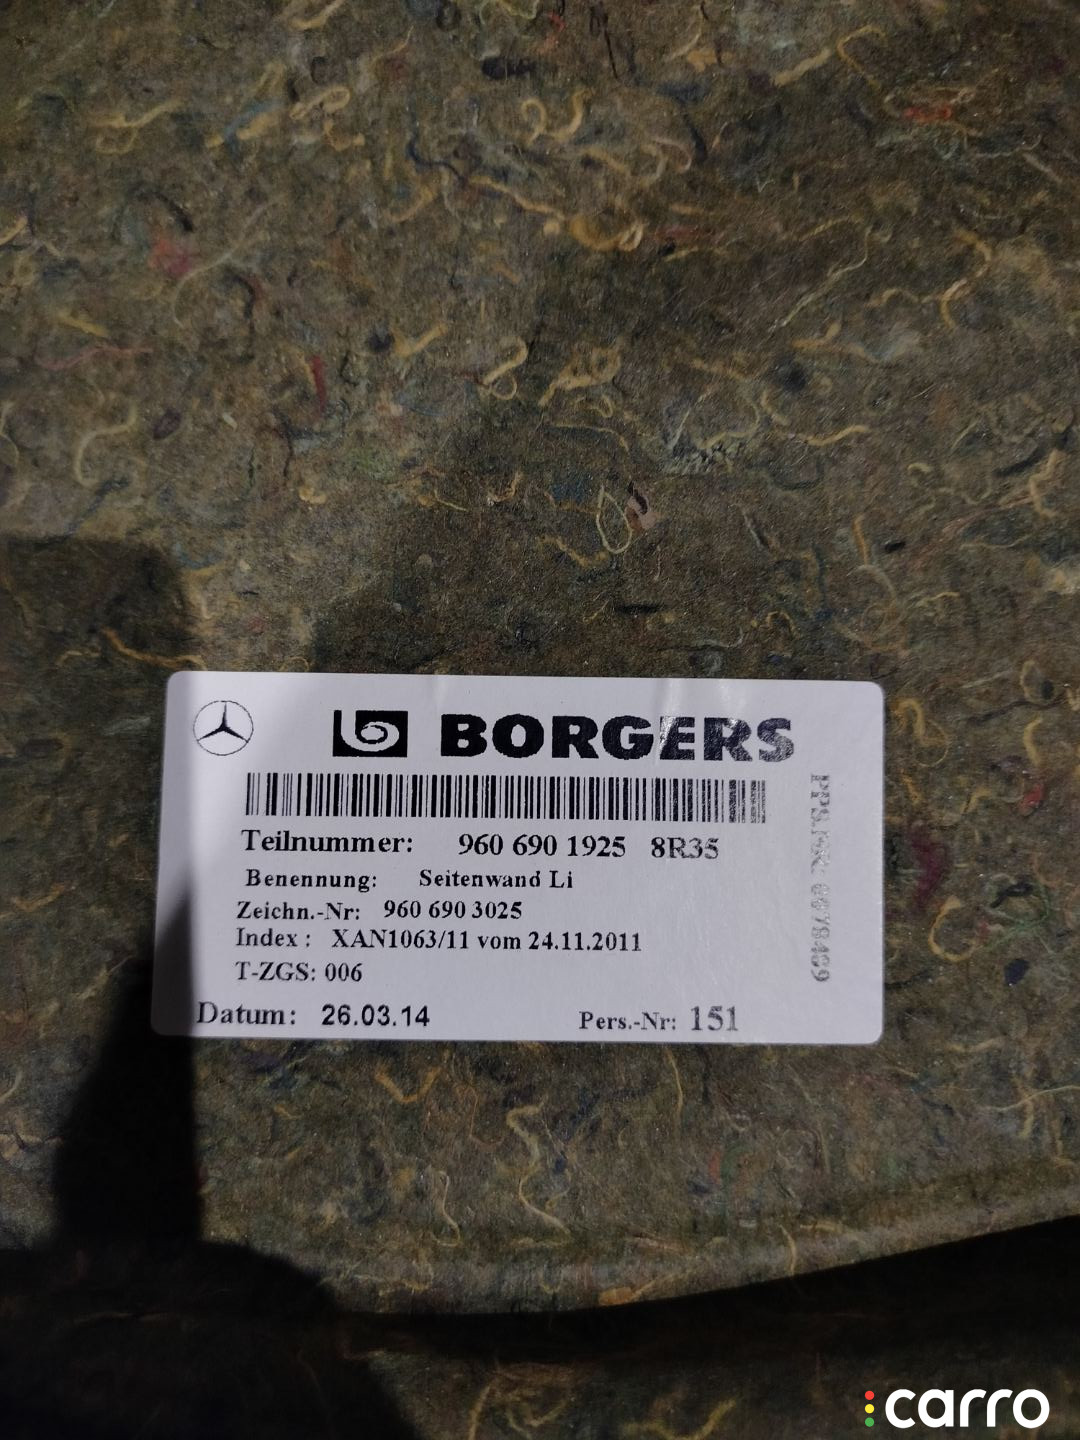 BORGERS
Teilnummer: 960 690 1925 8R35
Benennung: Seitenwand Li
Zeichn.-Nr: 960 690 3025
Index : XAN1063/11 vom 24.11.2011
T-ZGS: 006
Datum: 26.03.14 Pers.-Nr: 151
carro